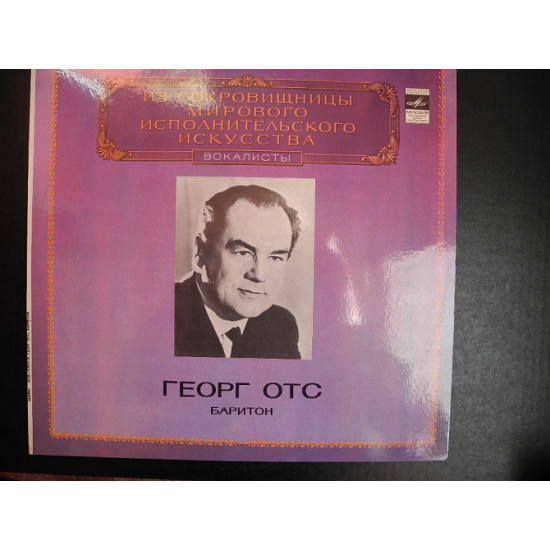 ИЗ СОКРОВИЩНИЦЫ
МИРОВОГО
ИСПОЛНИТЕЛЬСКОГО
ИСКУССТВА
ВОКАЛИСТЫ
ГЕОРГ ОТС
БАРИТОН